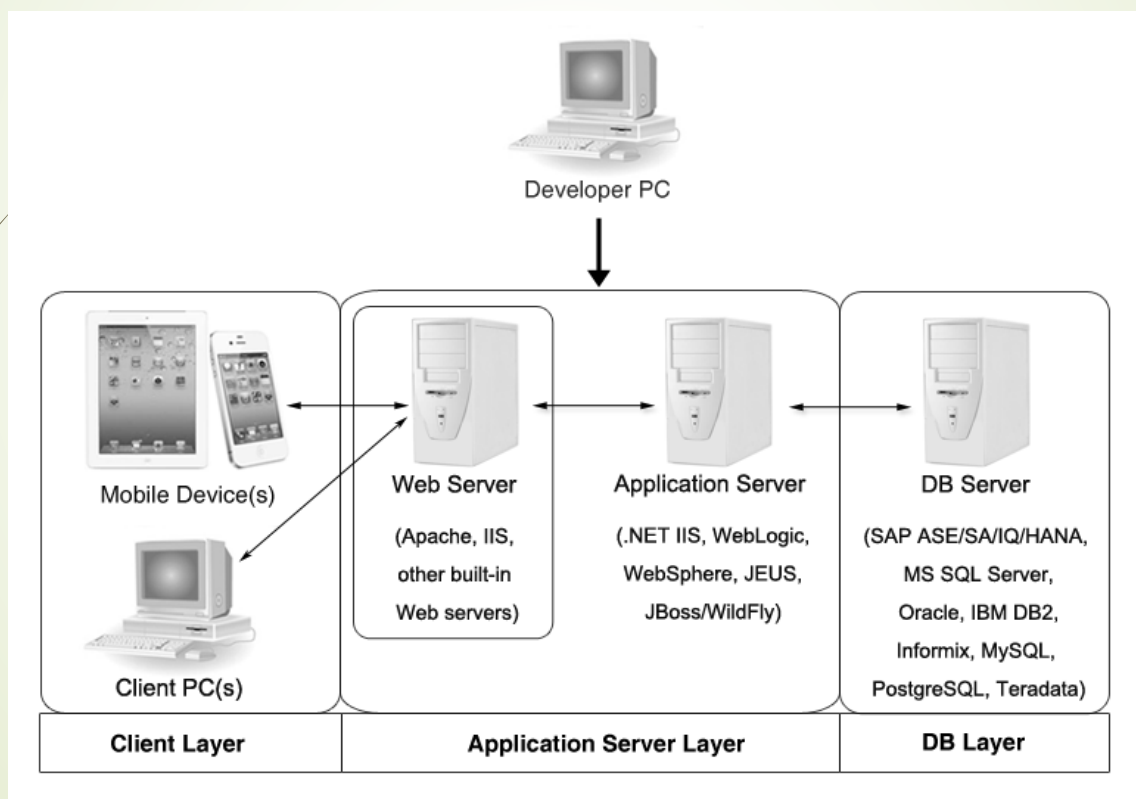 Developer PC
Mobile Device(s)
Client PC(s)
Web Server
(Apache, IIS,
other built-in
Web servers)
Application Server
(.NET IIS, WebLogic,
WebSphere, JEUS,
JBoss/WildFly)
DB Server
(SAP ASE/SA/IQ/HANA,
MS SQL Server,
Oracle, IBM DB2,
Informix, MySQL,
PostgreSQL, Teradata)
Client Layer
Application Server Layer
DB Layer